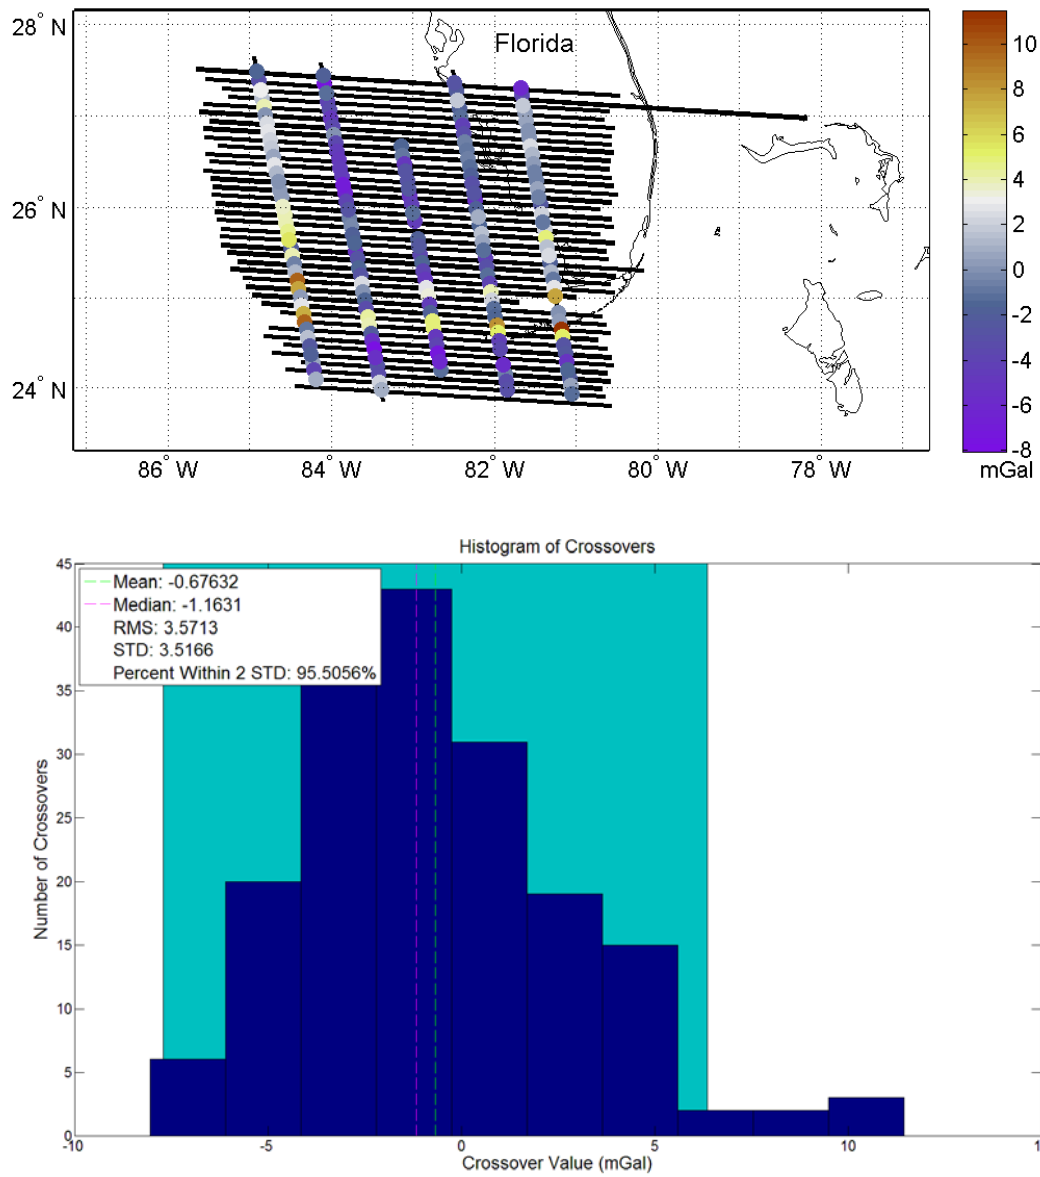 28° N
Florida
26° N
24° N
86° W
84° W
82° W
80° W
78° W
10
8
6
4
2
0
-2
-4
-6
-8
mGal
Histogram of Crossovers
Mean: -0.67632
Median: -1.1631
RMS: 3.5713
STD: 3.5166
Percent Within 2 STD: 95.5056%
Number of Crossovers
45
40
35
30
25
20
15
10
5
0
-10
-5
0
5
10
Crossover Value (mGal)